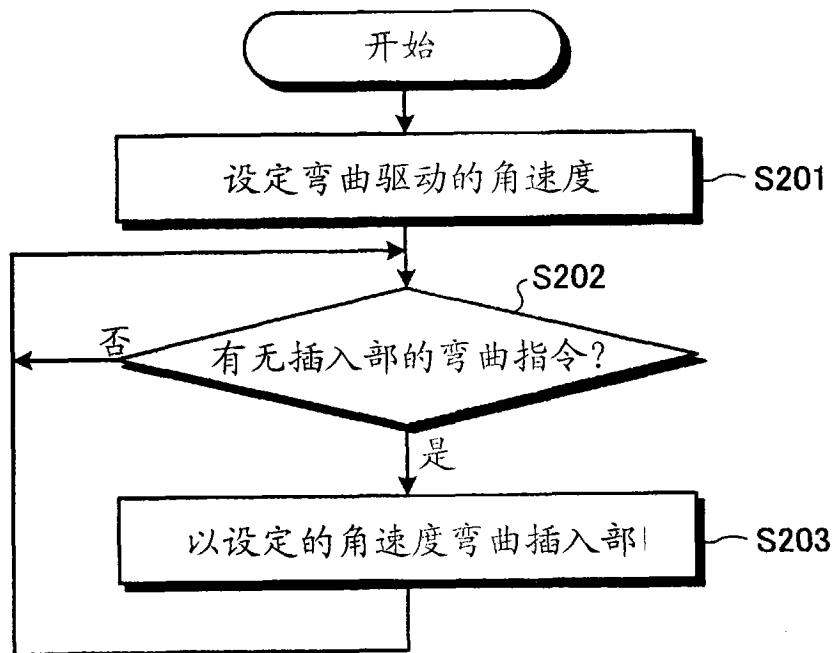 开始
设定弯曲驱动的角速度
S201
S202
有无插入部的弯曲指令?
否
是
以设定的角速度弯曲插入部
S203